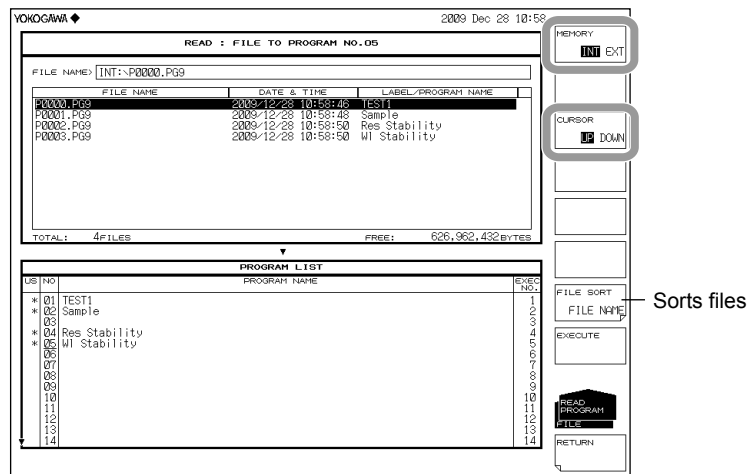 YOKOGAWA ◆ 2009 Dec 28 10:58
READ : FILE TO PROGRAM NO.05
FILE NAME> INT:\P0000.PG9
FILE NAME DATE & TIME LABEL/PROGRAM NAME
P0000.PG9 2009/12/28 10:58:46 TEST1
P0001.PG9 2009/12/28 10:58:48 Sample
P0002.PG9 2009/12/28 10:58:50 Res Stability
P0003.PG9 2009/12/28 10:58:50 Wl Stability
TOTAL: 4FILES FREE: 626,962,432BYTES
PROGRAM LIST
US NO PROGRAM NAME EXEC NO.
* 01 TEST1 1
* 02 Sample 2
03 3
* 04 Res Stability 4
* 05 Wl Stability 5
06 6
07 7
08 8
09 9
10 10
11 11
12 12
13 13
14 14
MEMORY
INT EXT
CURSOR
UP DOWN
FILE SORT
FILE NAME
Sorts files
EXECUTE
READ
PROGRAM
FILE
RETURN